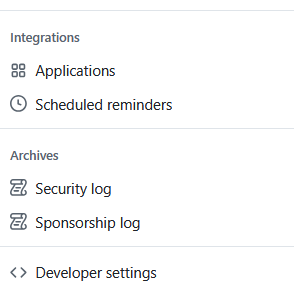 Integrations
Applications
Scheduled reminders
Archives
Security log
Sponsorship log
Developer settings